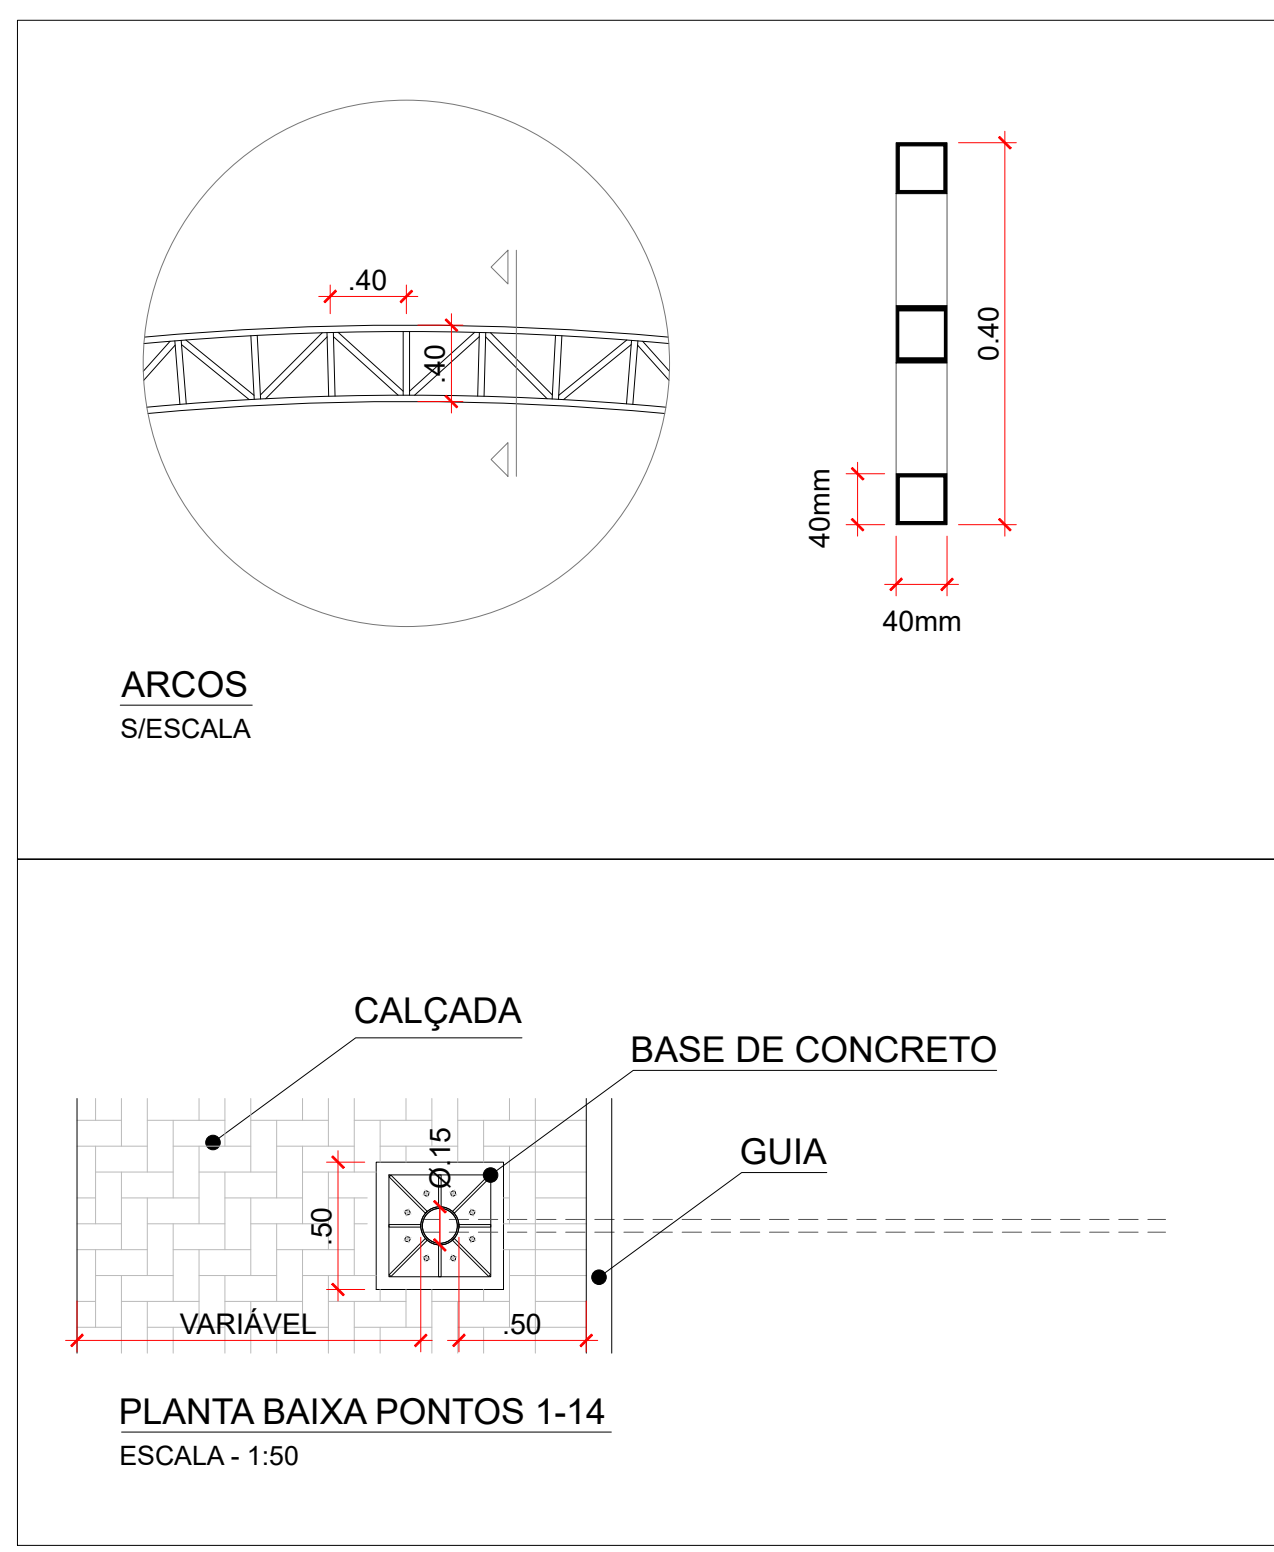 .40
.40
0.40
40mm
40mm
ARCOS
S/ESCALA
CALÇADA
BASE DE CONCRETO
GUIA
Ø.15
.50
VARIÁVEL
.50
PLANTA BAIXA PONTOS 1-14
ESCALA - 1:50